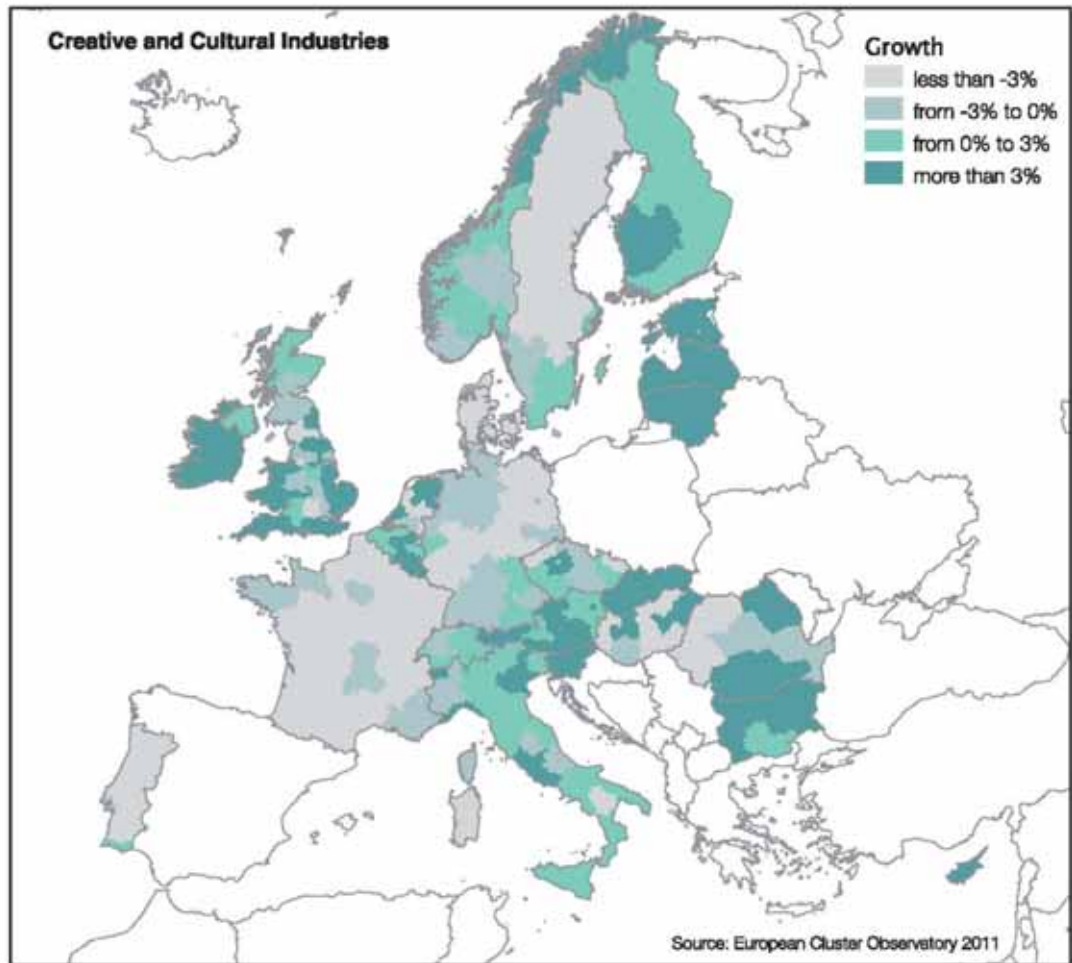 Creative and Cultural Industries
Growth
less than -3%
from -3% to 0%
from 0% to 3%
more than 3%
Source: European Cluster Observatory 2011